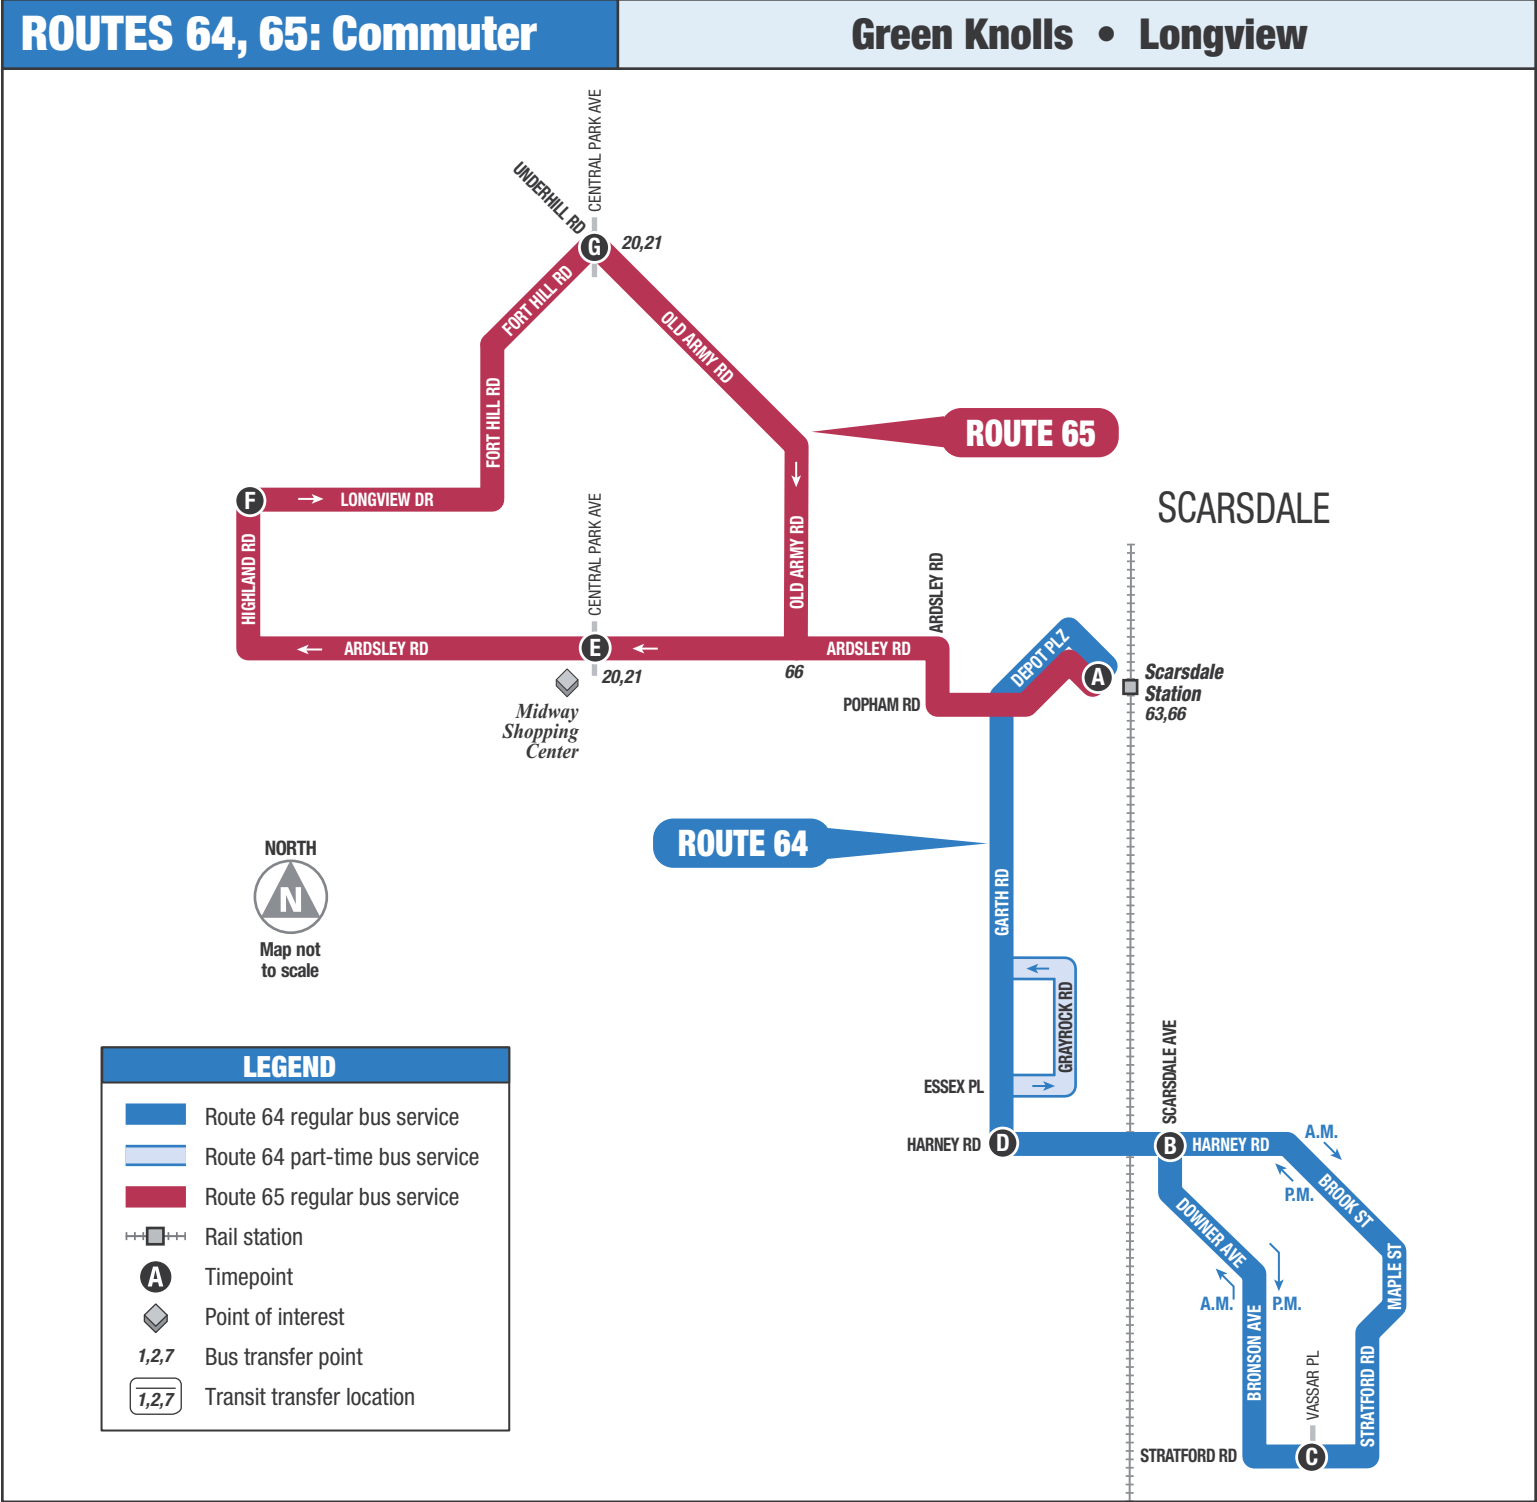 ROUTES 64, 65: Commuter
Green Knolls • Longview
CENTRAL PARK AVE
UNDERHILL RD
G
20,21
FORT HILL RD
OLD ARMY RD
FORT HILL RD
ROUTE 65
SCARSDALE
F
LONGVIEW DR
HIGHLAND RD
CENTRAL PARK AVE
OLD ARMY RD
ARDSLEY RD
ARDSLEY RD
E
ARDSLEY RD
20,21
66
DEPOT PLZ
A
Scarsdale
Station
63,66
POPHAM RD
Midway
Shopping
Center
ROUTE 64
NORTH
N
Map not
to scale
GARTH RD
GRAYROCK RD
ESSEX PL
SCARSDALE AVE
HARNEY RD
D
B
HARNEY RD
A.M.
P.M.
BROOK ST
DOWNER AVE
MAPLE ST
A.M.
P.M.
BRONSON AVE
VASSAR PL
STRATFORD RD
STRATFORD RD
C
LEGEND
Route 64 regular bus service
Route 64 part-time bus service
Route 65 regular bus service
Rail station
A Timepoint
Point of interest
1,2,7 Bus transfer point
1,2,7 Transit transfer location